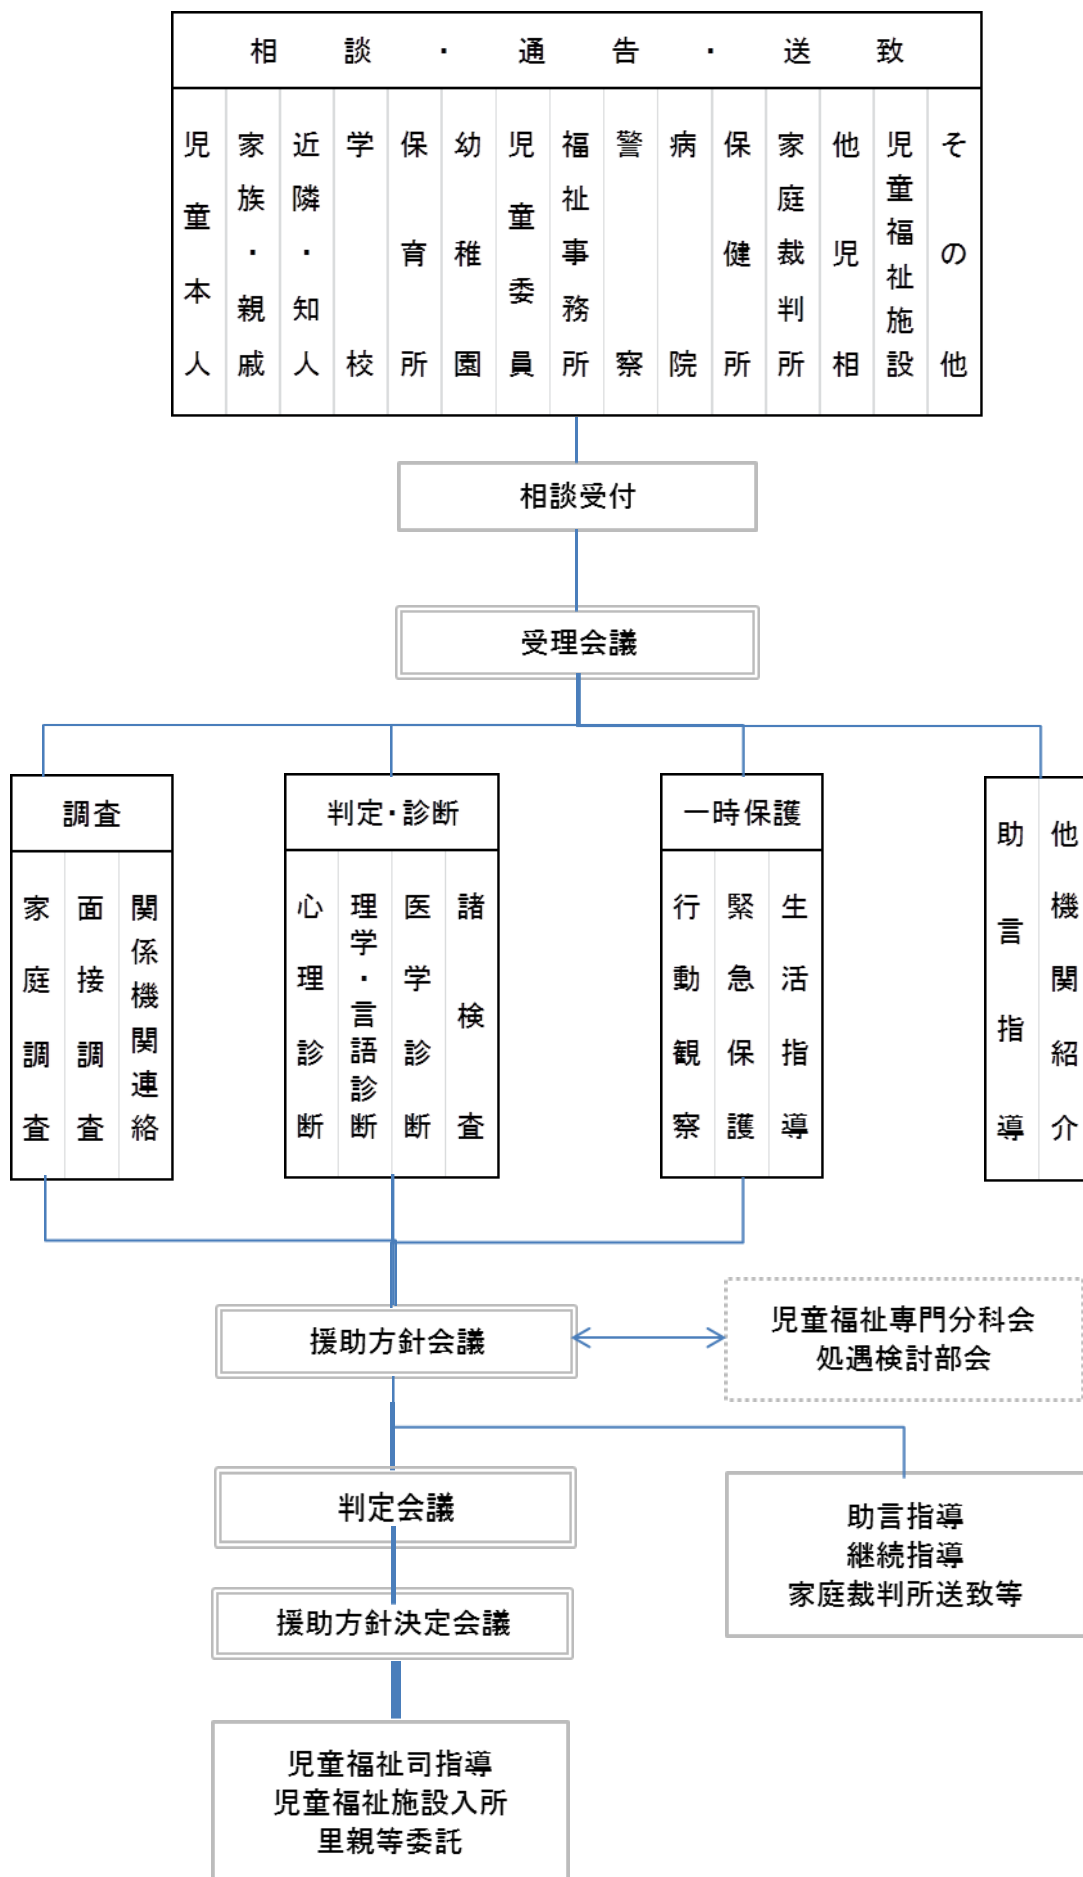 相談・通告・送致
児童本人
家族・親戚
近隣・知人
学校
保育所
幼稚園
児童委員
福祉事務所
警察
病院
保健所
家庭裁判所
他児相
児童福祉施設
その他
相談受付
受理会議
調査
家庭調査
面接調査
関係機関連絡
判定・診断
心理診断
理学・言語診断
医学診断
諸検査
一時保護
行動観察
緊急保護
生活指導
助言指導
他機関紹介
援助方針会議
児童福祉専門分科会
処遇検討部会
判定会議
助言指導
継続指導
家庭裁判所送致等
援助方針決定会議
児童福祉司指導
児童福祉施設入所
里親等委託